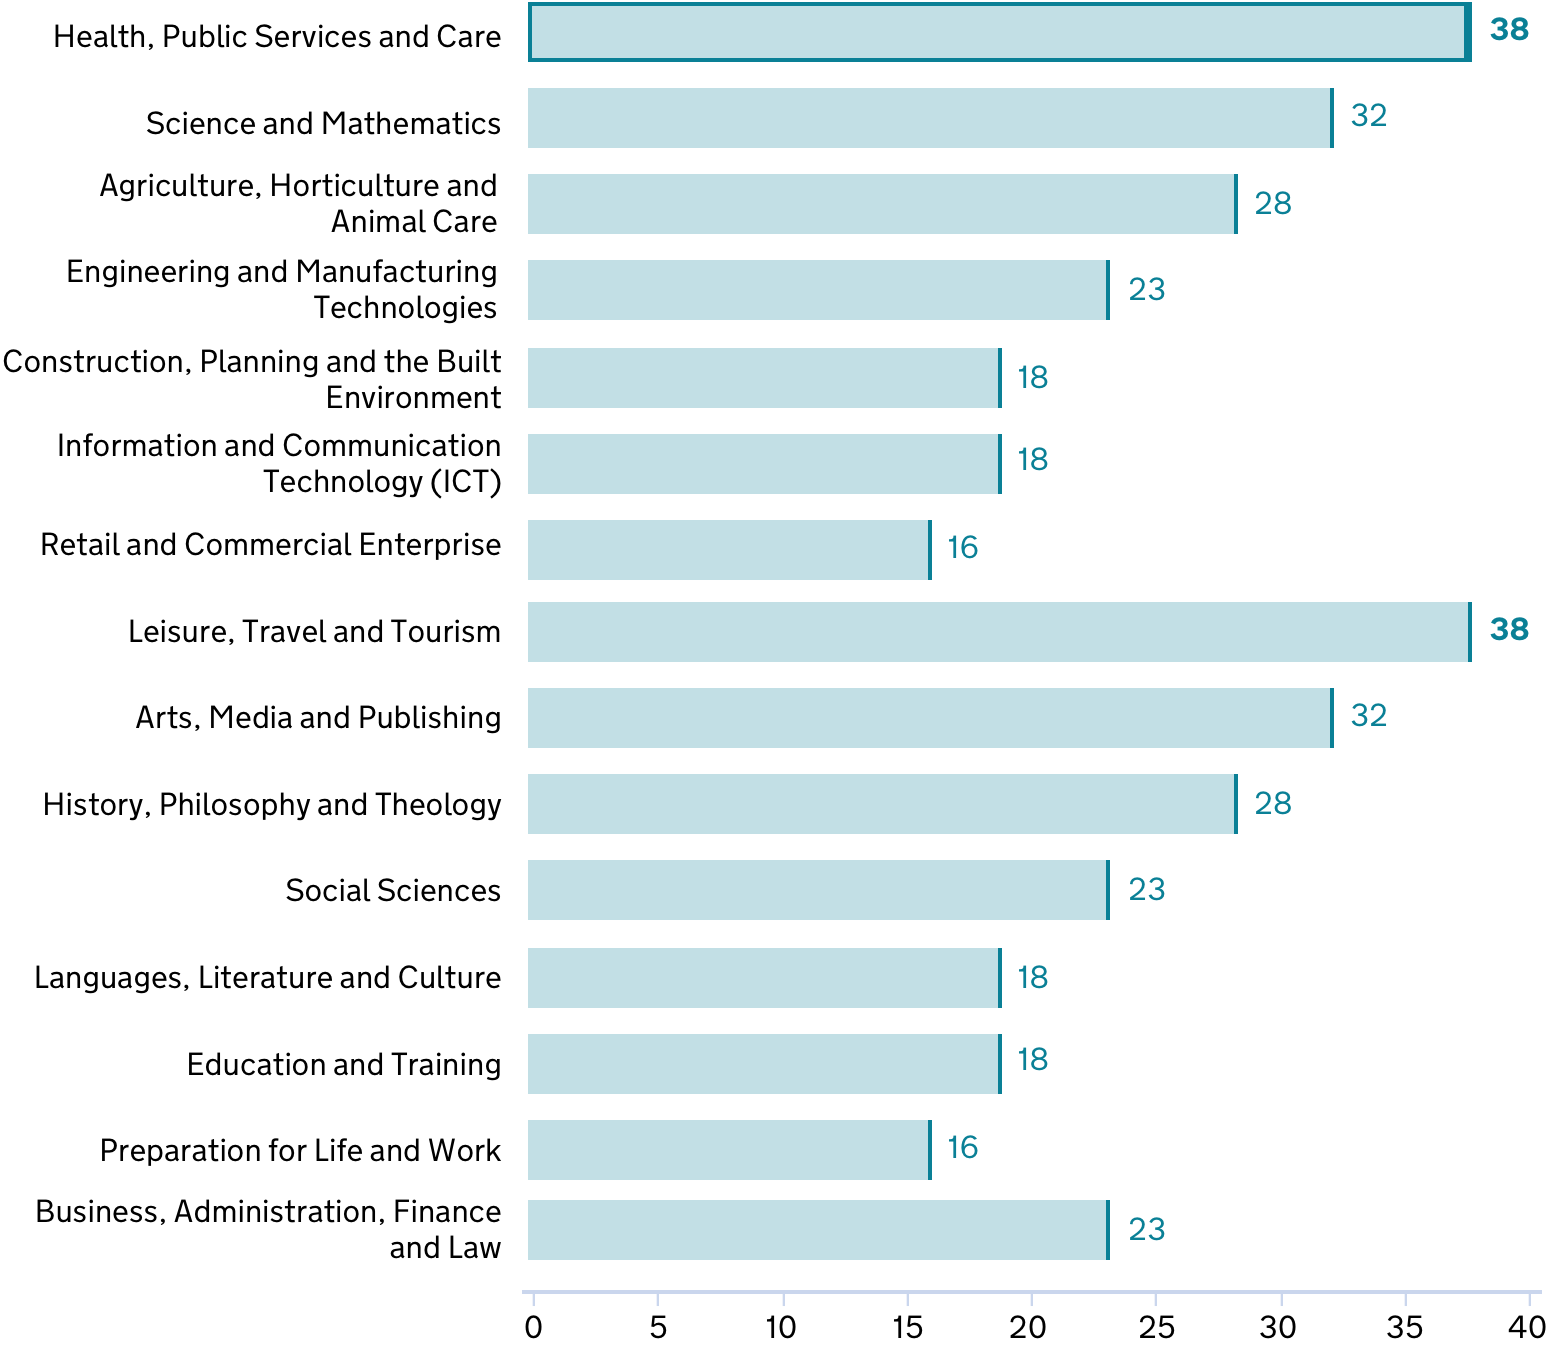 Health, Public Services and Care
38
Science and Mathematics
32
Agriculture, Horticulture and
Animal Care
28
Engineering and Manufacturing
Technologies
23
Construction, Planning and the Built
Environment
18
Information and Communication
Technology (ICT)
18
Retail and Commercial Enterprise
16
Leisure, Travel and Tourism
38
Arts, Media and Publishing
32
History, Philosophy and Theology
28
Social Sciences
23
Languages, Literature and Culture
18
Education and Training
18
Preparation for Life and Work
16
Business, Administration, Finance
and Law
23
0 5 10 15 20 25 30 35 40